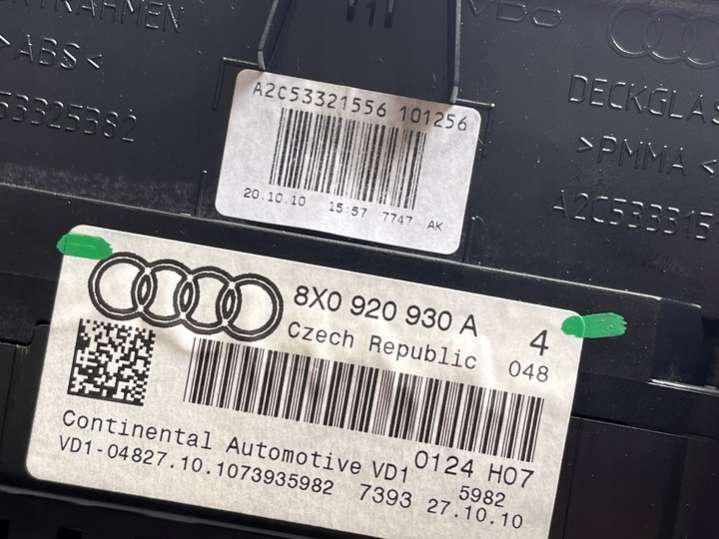 >ABS<
A2C53321556 101256
DECKGLAS
>PMMA<
20.10.10 15:57 7747 AK
8X0 920 930 A 4
Czech Republic 048
0124 H07
Continental Automotive VD1 5982
VD1-04827.10.1073935982 7393 27.10.10